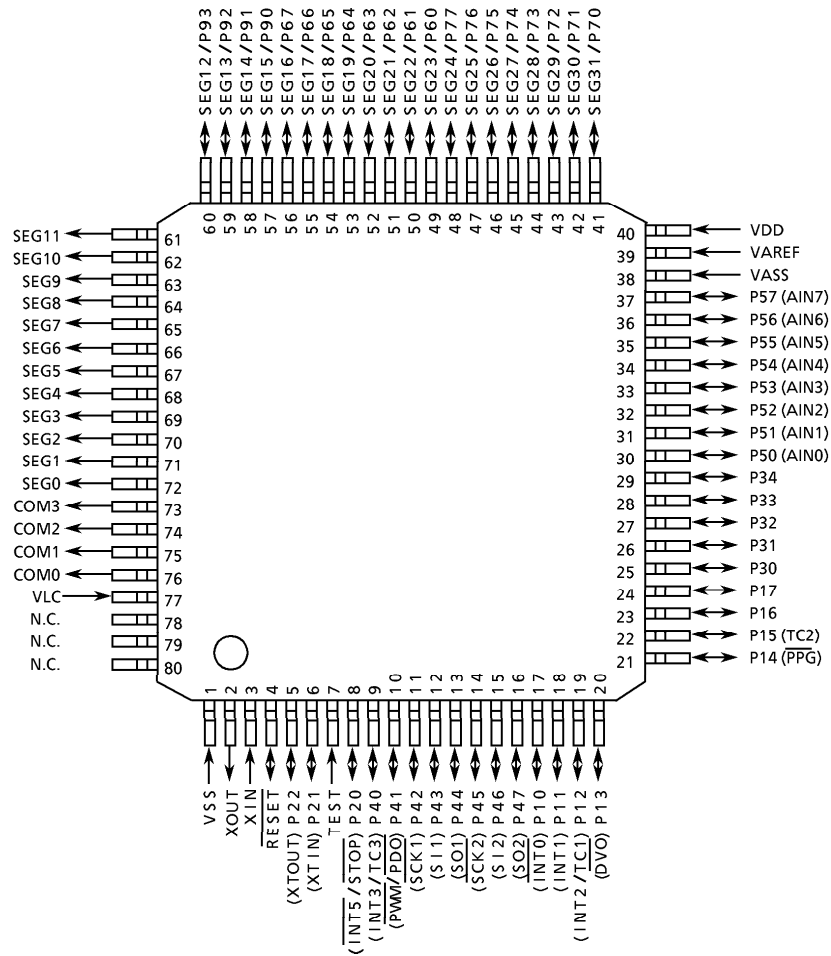 SEG12/P93
SEG13/P92
SEG14/P91
SEG15/P90
SEG16/P67
SEG17/P66
SEG18/P65
SEG19/P64
SEG20/P63
SEG21/P62
SEG22/P61
SEG23/P60
SEG24/P77
SEG25/P76
SEG26/P75
SEG27/P74
SEG28/P73
SEG29/P72
SEG30/P71
SEG31/P70
60
59
58
57
56
55
54
53
52
51
50
49
48
47
46
45
44
43
42
41
SEG11 61
SEG10 62
SEG9 63
SEG8 64
SEG7 65
SEG6 66
SEG5 67
SEG4 68
SEG3 69
SEG2 70
SEG1 71
SEG0 72
COM3 73
COM2 74
COM1 75
COM0 76
VLC 77
N.C. 78
N.C. 79
N.C. 80
40 VDD
39 VAREF
38 VASS
37 P57 (AIN7)
36 P56 (AIN6)
35 P55 (AIN5)
34 P54 (AIN4)
33 P53 (AIN3)
32 P52 (AIN2)
31 P51 (AIN1)
30 P50 (AIN0)
29 P34
28 P33
27 P32
26 P31
25 P30
24 P17
23 P16
22 P15 (TC2)
21 P14 (PPG)
1
2
3
4
5
6
7
8
9
10
11
12
13
14
15
16
17
18
19
20
VSS
XOUT
XIN
RESET
(XTOUT) P22
(XTIN) P21
TEST
(INT5/STOP) P20
(INT3/TC3) P40
(PWM/PDO) P41
(SCK1) P42
(SI1) P43
(SO1) P44
(SCK2) P45
(SI2) P46
(SO2) P47
(INT0) P10
(INT1) P11
(INT2/TC1) P12
(DVO) P13